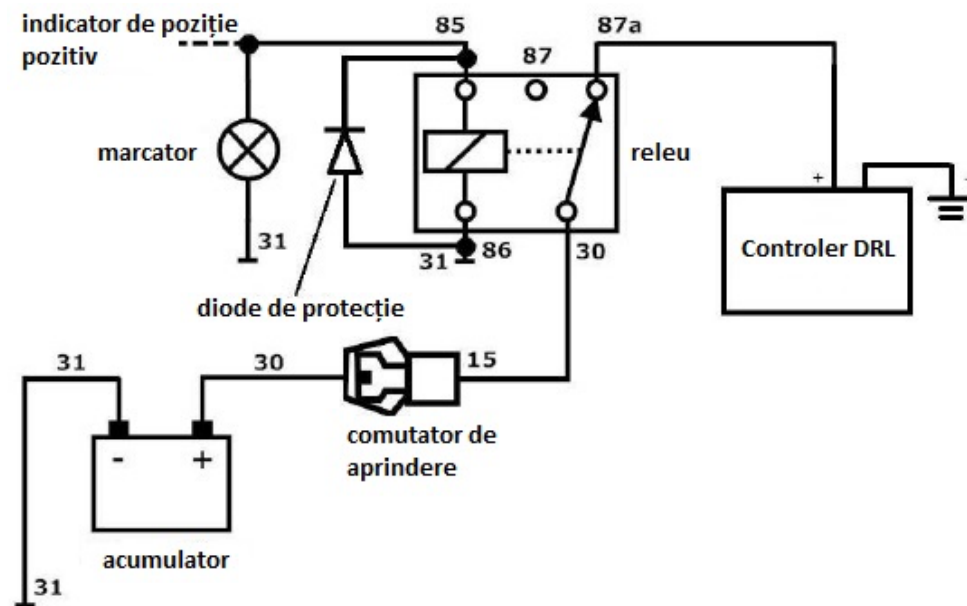 indicator de poziție
pozitiv
85
87a
87
marcator
releu
31
86
31
30
diode de protecție
+
-
Controler DRL
31
30
15
comutator de
aprindere
- +
acumulator
31